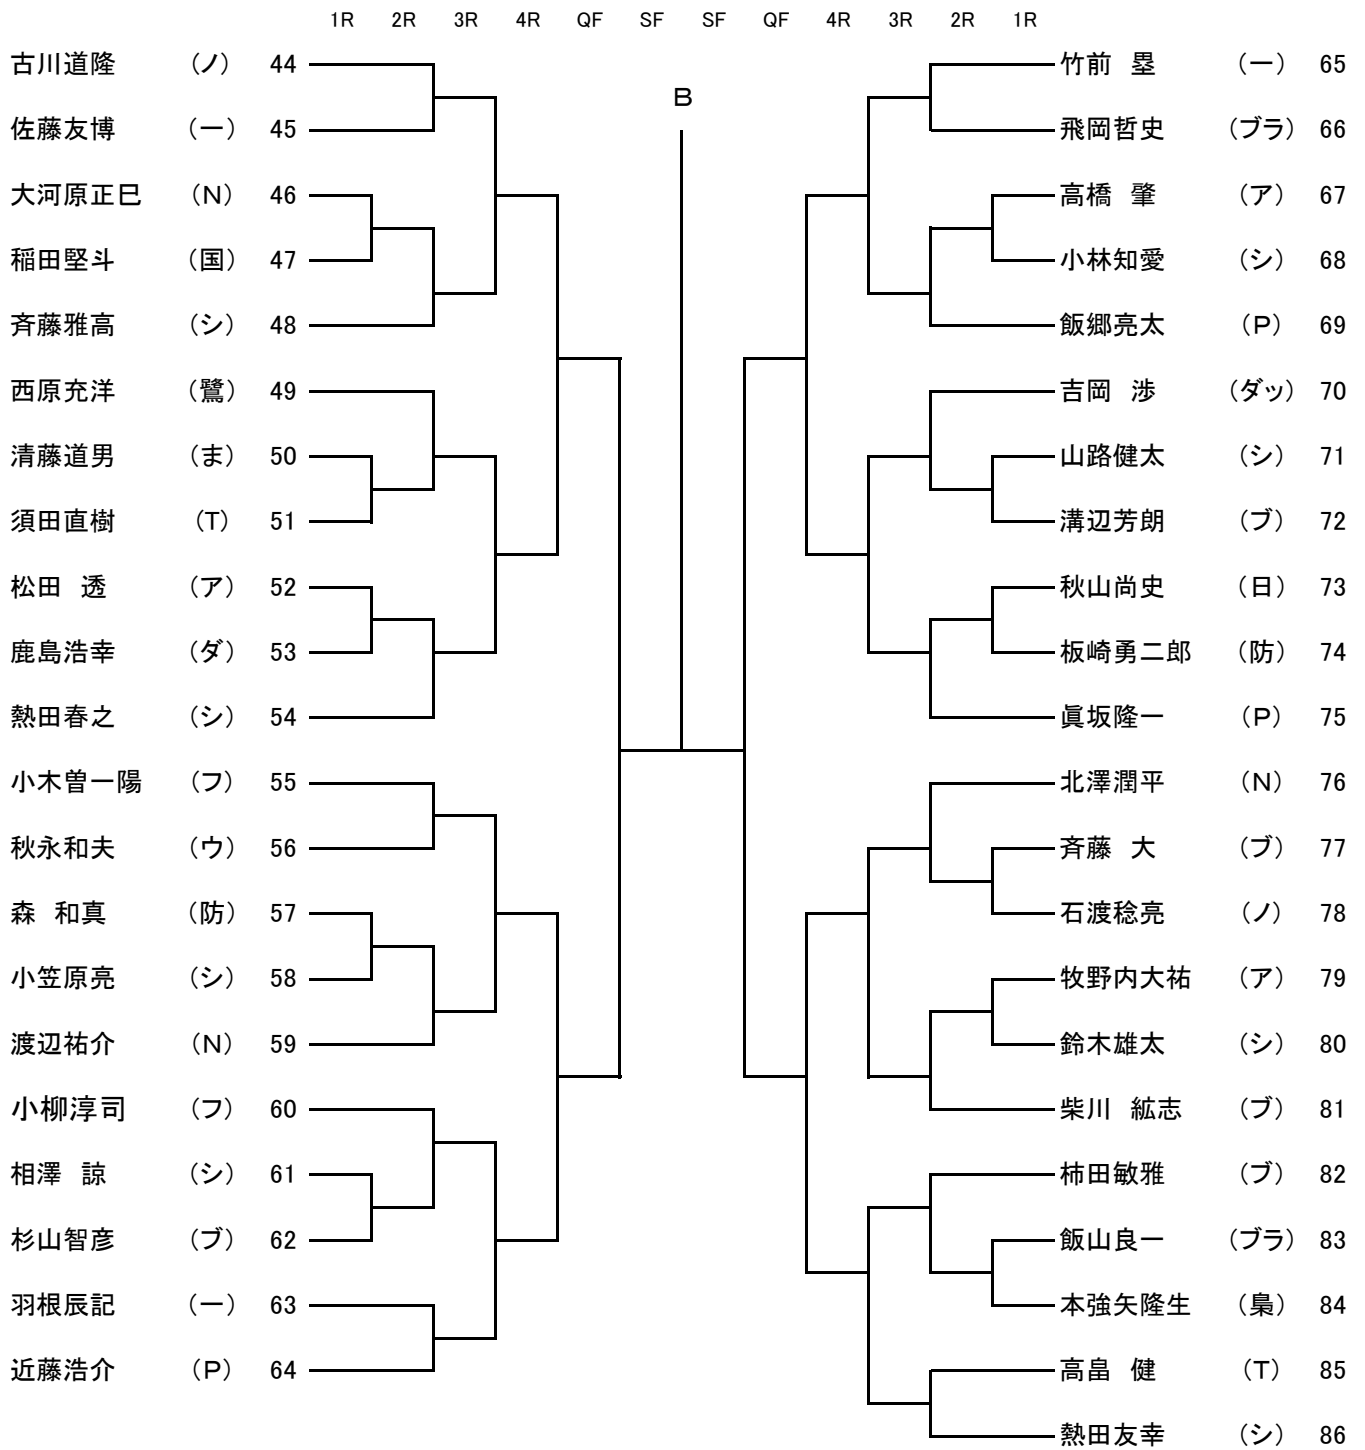 1R 2R 3R 4R QF SF SF QF 4R 3R 2R 1R
B
古川道隆 （ノ） 44
佐藤友博 （一） 45
大河原正巳 （N） 46
稲田堅斗 （国） 47
斉藤雅高 （シ） 48
西原充洋 （鷺） 49
清藤道男 （ま） 50
須田直樹 （T） 51
松田 透 （ア） 52
鹿島浩幸 （ダ） 53
熱田春之 （シ） 54
小木曽一陽 （フ） 55
秋永和夫 （ウ） 56
森 和真 （防） 57
小笠原亮 （シ） 58
渡辺祐介 （N） 59
小柳淳司 （フ） 60
相澤 諒 （シ） 61
杉山智彦 （ブ） 62
羽根辰記 （一） 63
近藤浩介 （P） 64
竹前 塁 （一） 65
飛岡哲史 （ブラ） 66
高橋 肇 （ア） 67
小林知愛 （シ） 68
飯郷亮太 （P） 69
吉岡 渉 （ダッ） 70
山路健太 （シ） 71
溝辺芳朗 （ブ） 72
秋山尚史 （日） 73
板崎勇二郎 （防） 74
眞坂隆一 （P） 75
北澤潤平 （N） 76
斉藤 大 （ブ） 77
石渡稔亮 （ノ） 78
牧野内大祐 （ア） 79
鈴木雄太 （シ） 80
柴川 紘志 （ブ） 81
柿田敏雅 （ブ） 82
飯山良一 （ブラ） 83
本強矢隆生 （梟） 84
高畠 健 （T） 85
熱田友幸 （シ） 86